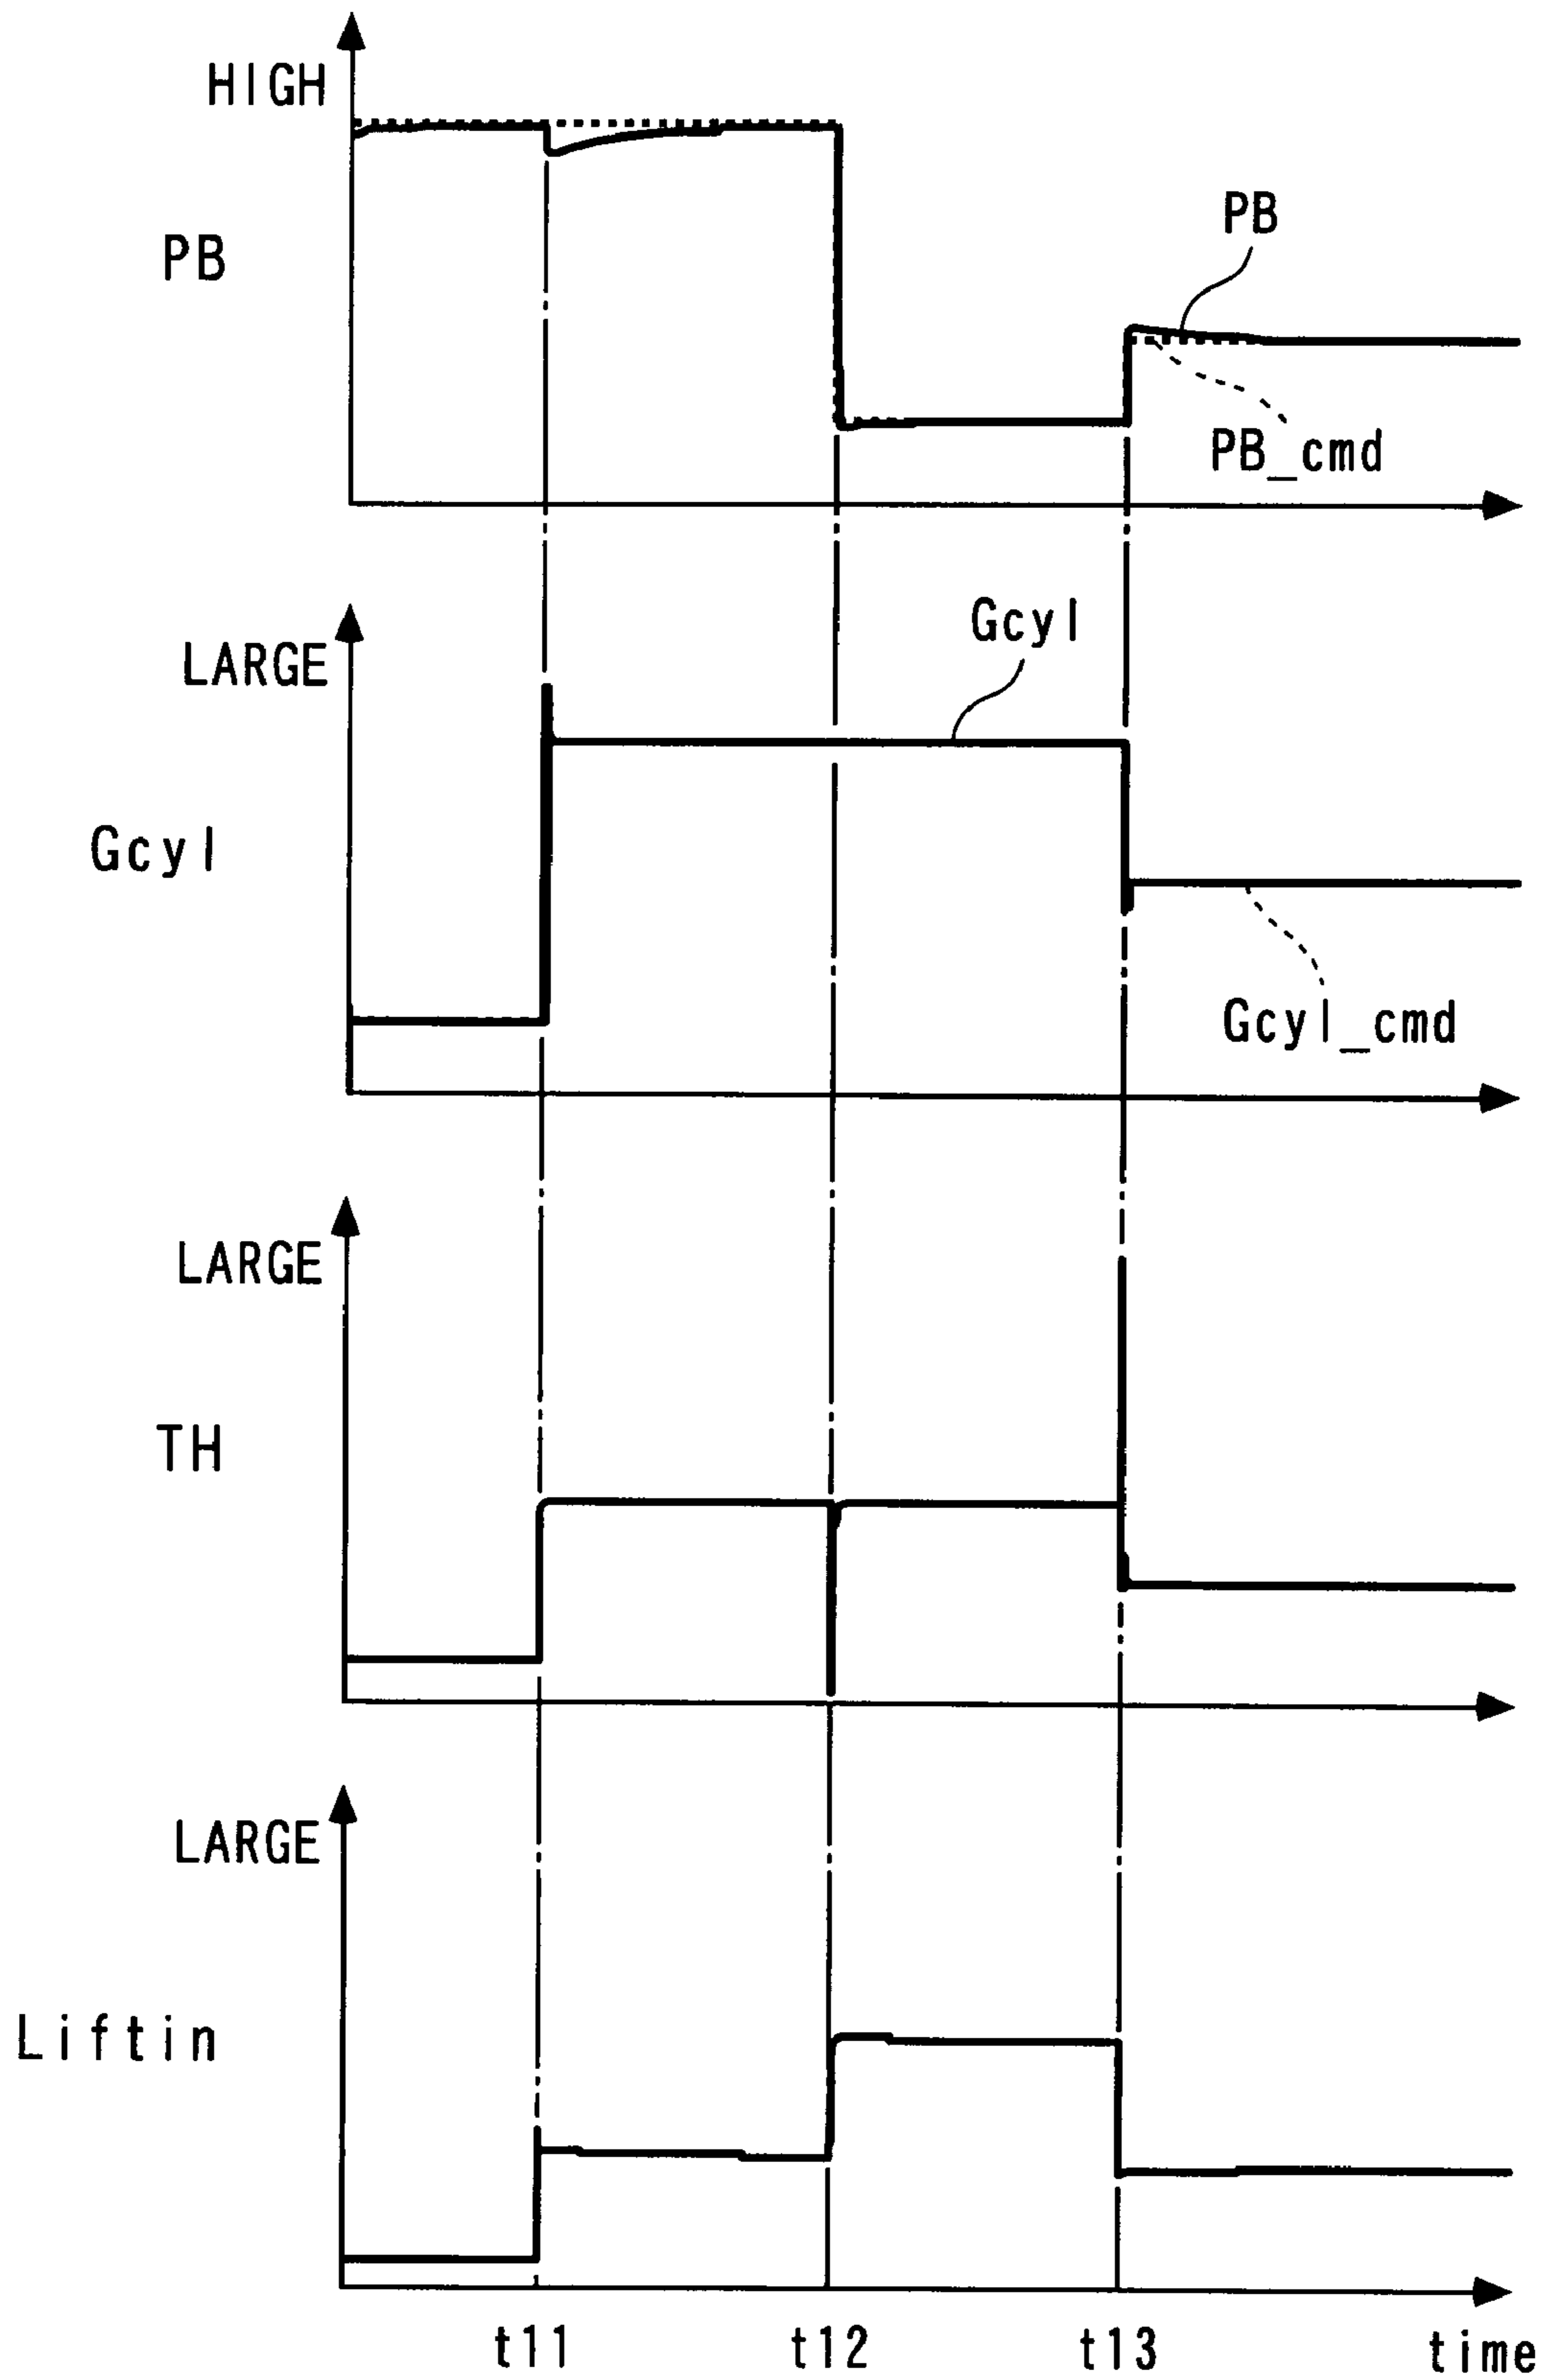 HIGH
PB
PB
PB_cmd
LARGE
Gcyl
Gcyl
Gcyl_cmd
LARGE
TH
LARGE
Liftin
t11
t12
t13
time